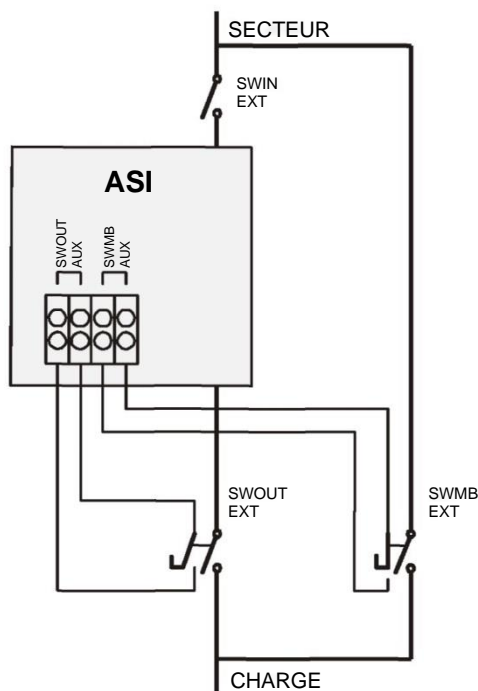 SECTEUR
SWIN
EXT
ASI
SWOUT
AUX
SWMB
AUX
SWOUT
EXT
SWMB
EXT
CHARGE